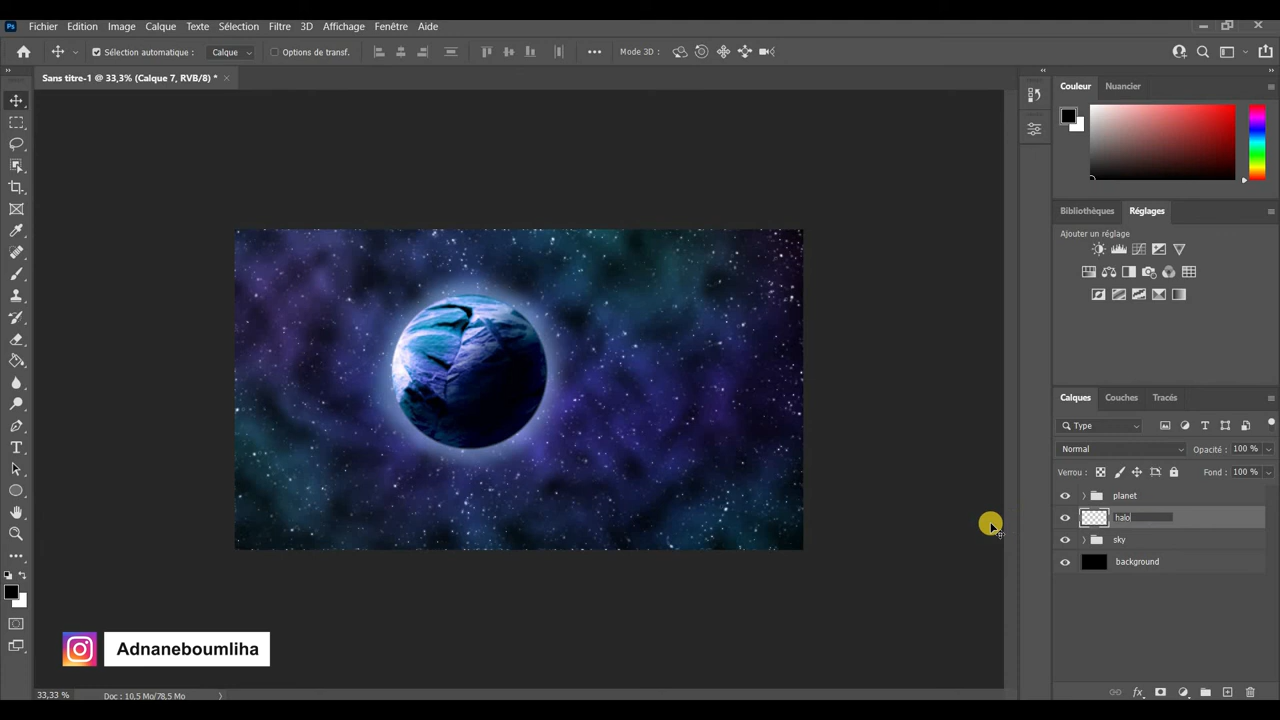 Ps Fichier Edition Image Calque Texte Sélection Filtre 3D Affichage Fenêtre Aide
Sélection automatique : Calque Options de transf. Mode 3D :
Sans titre-1 @ 33,3% (Calque 7, RVB/8) *
Couleur Nuancier
Bibliothèques Réglages
Ajouter un réglage
Calques Couches Tracés
Type
Normal Opacité : 100 %
Verrou : Fond : 100 %
planet
halo
sky
background
Adnaneboumliha
33,33 % Doc : 10,5 Mo/78,5 Mo